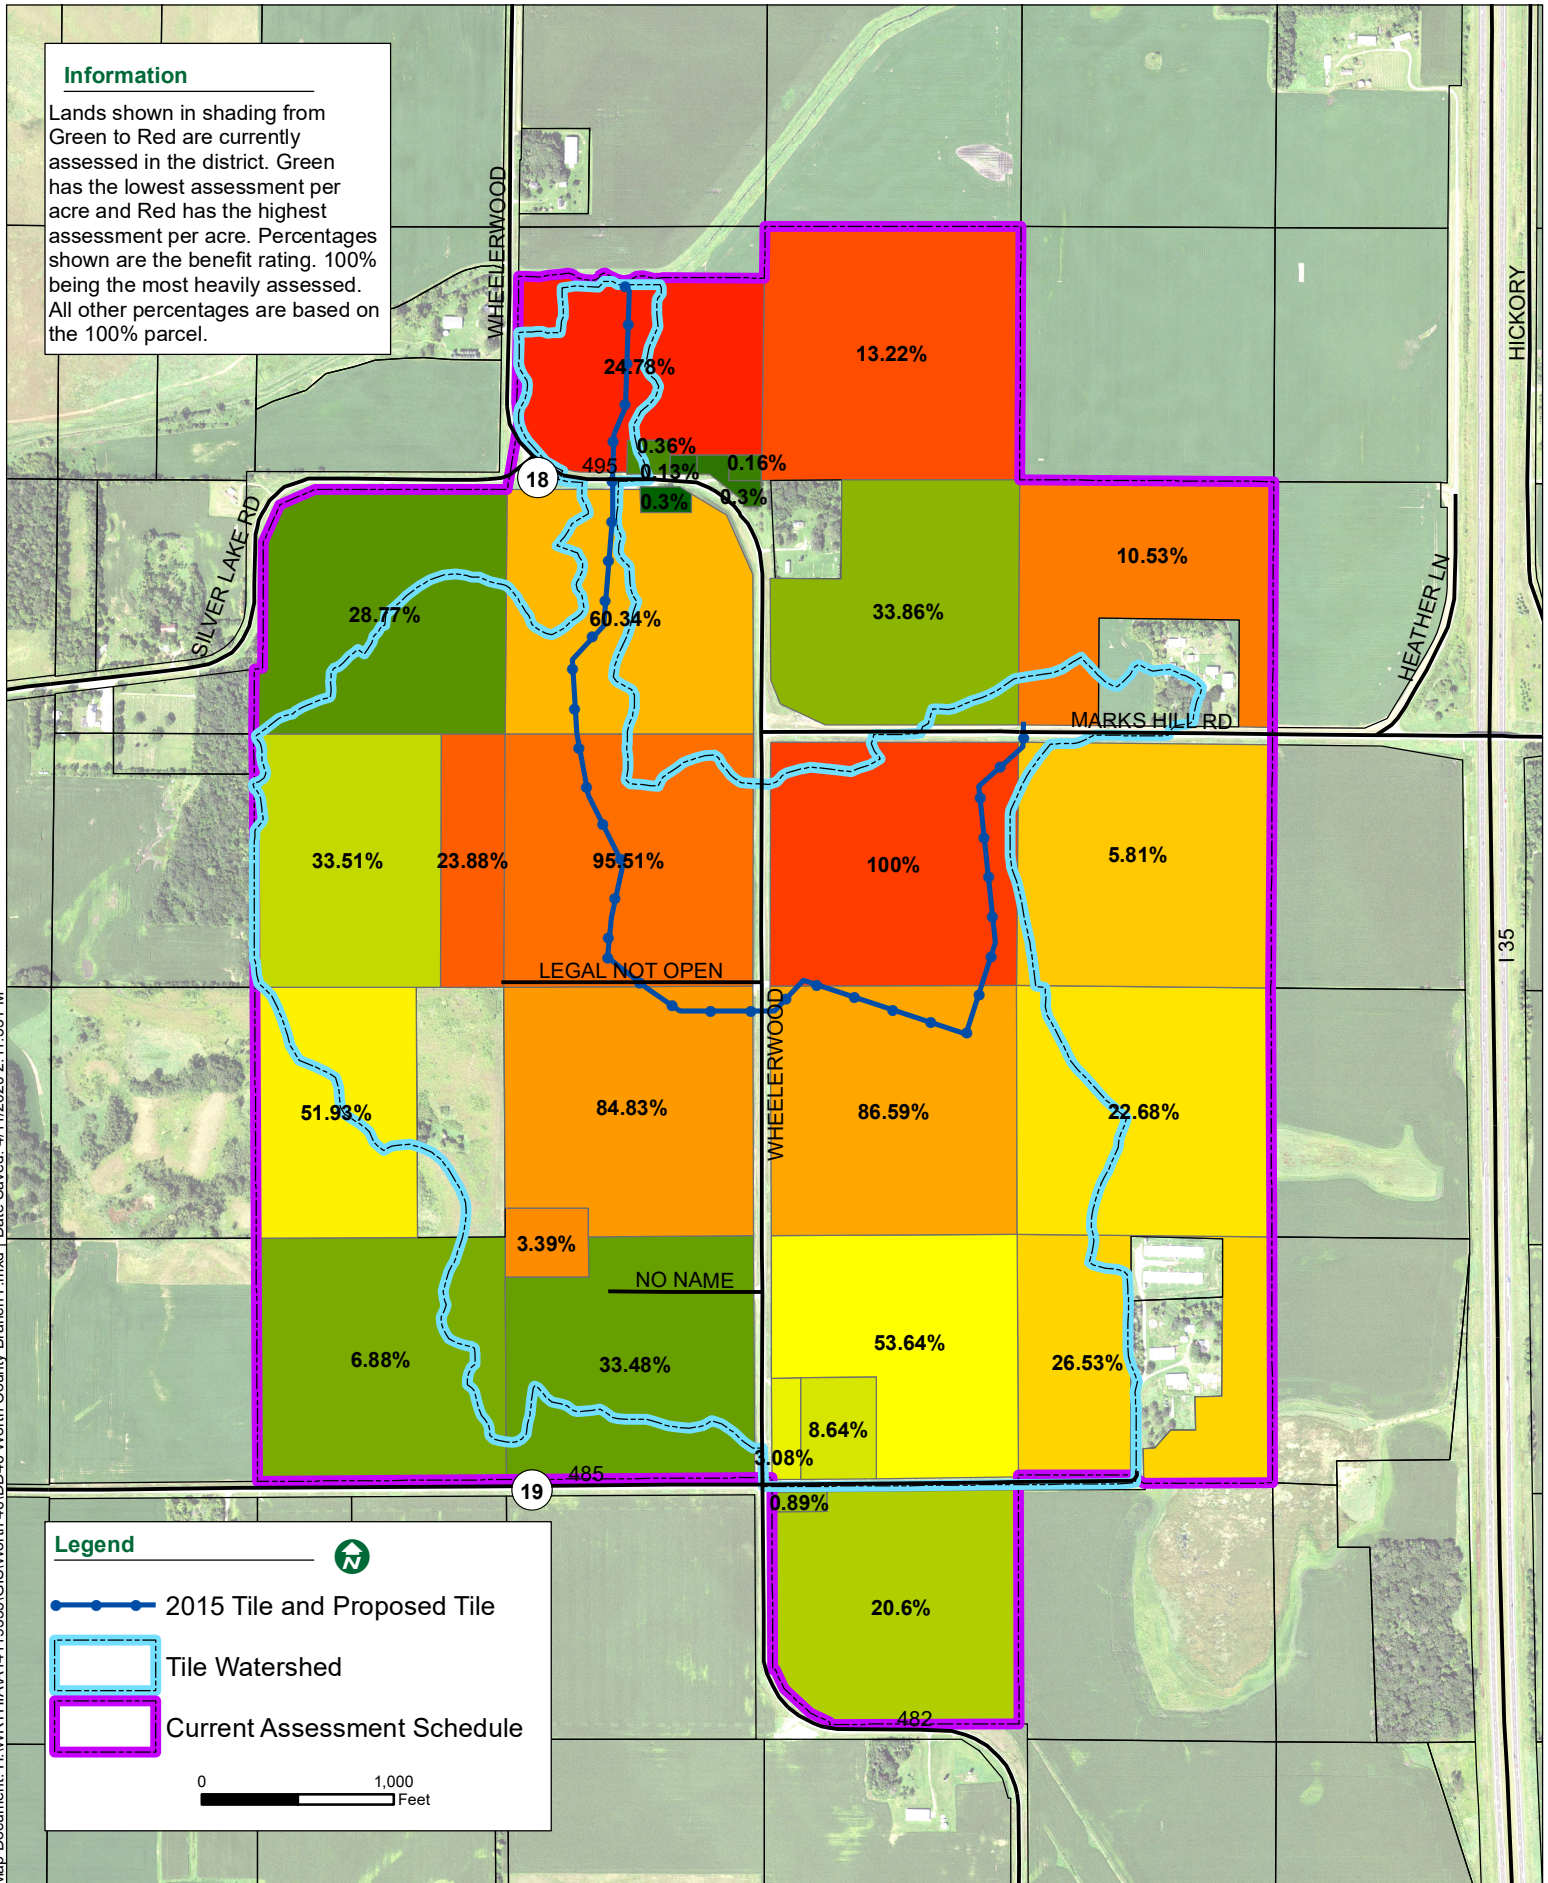 Information
Lands shown in shading from
Green to Red are currently
assessed in the district. Green
has the lowest assessment per
acre and Red has the highest
assessment per acre. Percentages
shown are the benefit rating. 100%
being the most heavily assessed.
All other percentages are based on
the 100% parcel.
WHEELERWOOD
HICKORY
13.22%
24.78%
0.36%
495
0.13%
0.16%
18
0.3%
0.3%
SILVER LAKE RD
10.53%
28.77%
60.34%
33.86%
HEATHER LN
MARKS HILL RD
33.51%
23.88%
95.51%
100%
5.81%
I 35
LEGAL NOT OPEN
WHEELERWOOD
51.93%
84.83%
86.59%
22.68%
3.39%
NO NAME
6.88%
33.48%
53.64%
26.53%
8.64%
3.08%
485
19
0.89%
20.6%
482
Legend
N
2015 Tile and Proposed Tile
Tile Watershed
Current Assessment Schedule
0 1,000
Feet